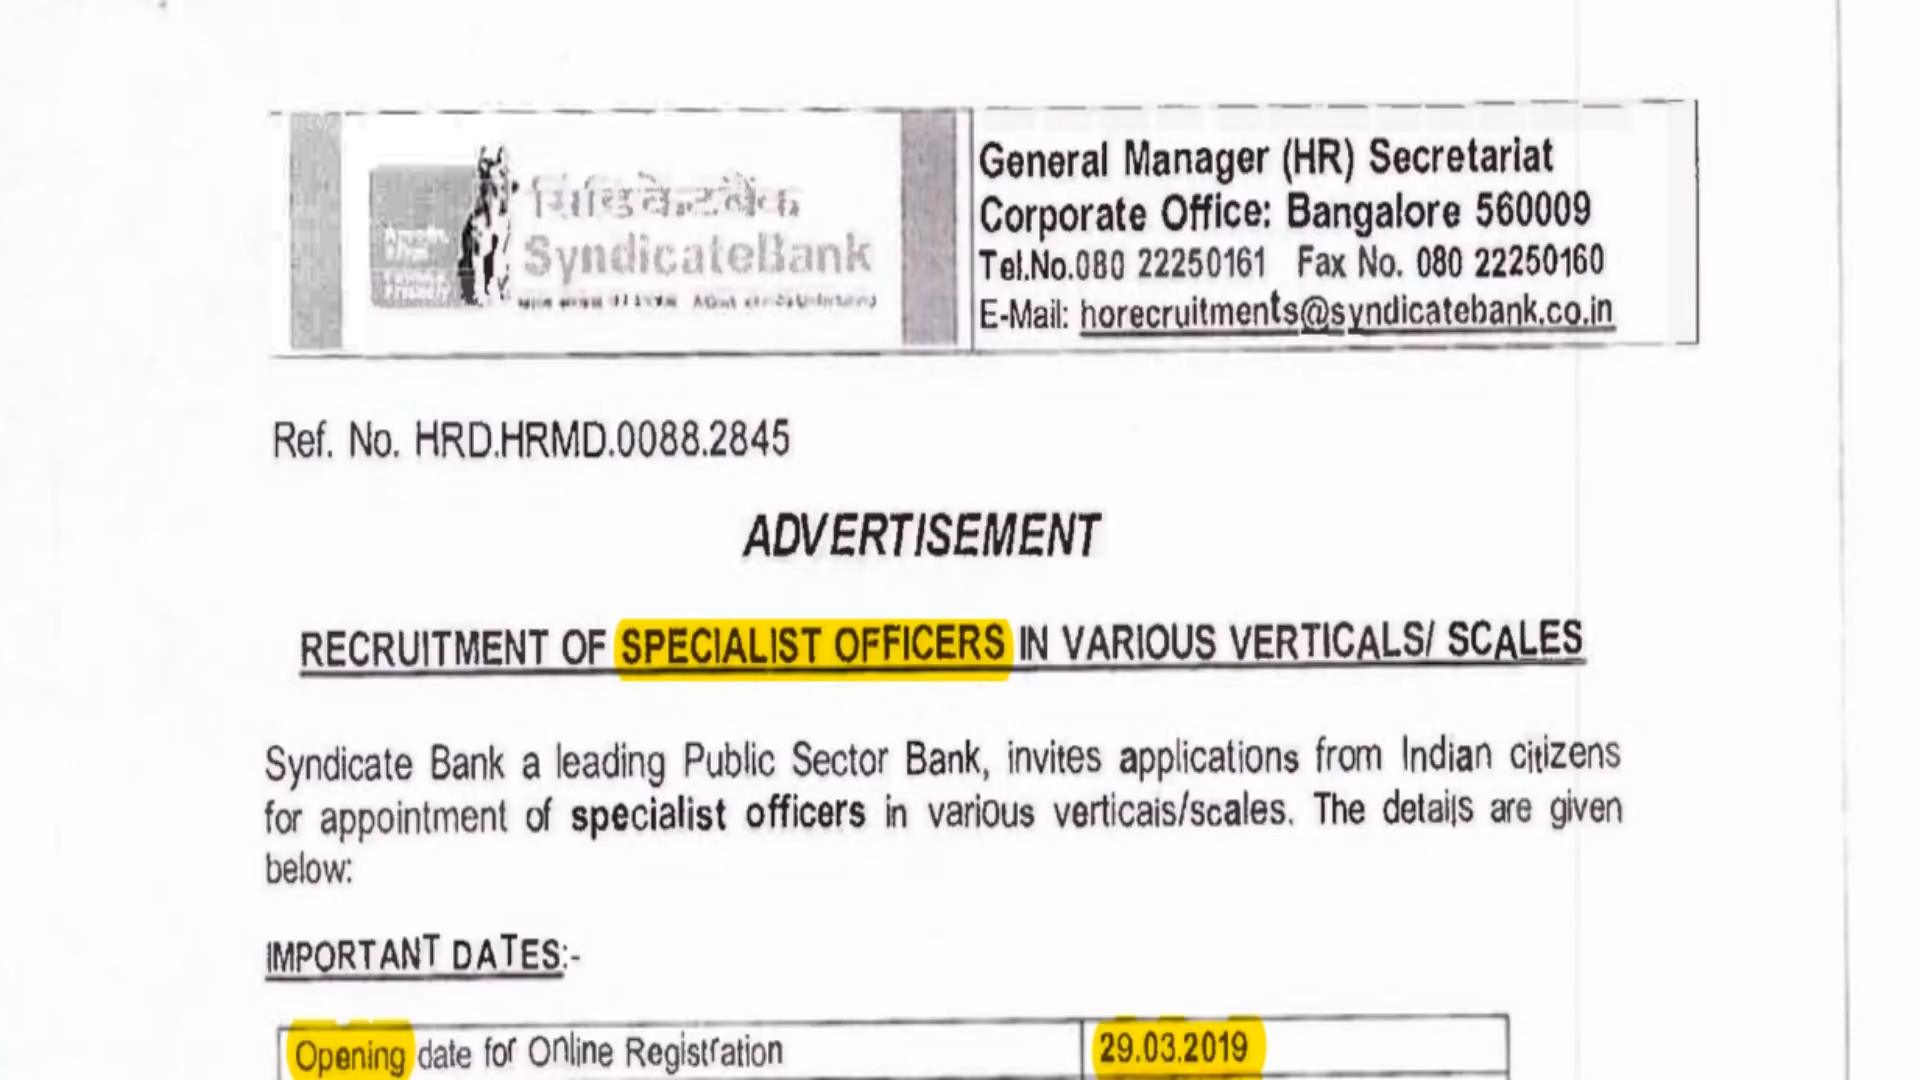 सिंडिकेटबैंक
SyndicateBank
General Manager (HR) Secretariat
Corporate Office: Bangalore 560009
Tel.No.080 22250161 Fax No. 080 22250160
E-Mail: horecruitments@syndicatebank.co.in
Ref. No. HRD.HRMD.0088.2845
ADVERTISEMENT
RECRUITMENT OF SPECIALIST OFFICERS IN VARIOUS VERTICALS/ SCALES
Syndicate Bank a leading Public Sector Bank, invites applications from Indian citizens
for appointment of specialist officers in various verticals/scales. The details are given
below:
IMPORTANT DATES:-
Opening date for Online Registration 29.03.2019